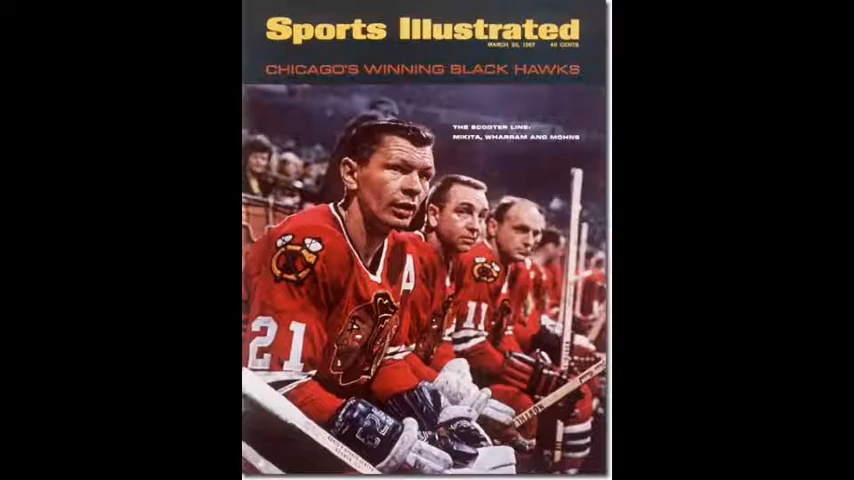 Sports Illustrated
MARCH 20, 1967 40 CENTS
CHICAGO'S WINNING BLACK HAWKS
THE SCOOTER LINE:
MIKITA, WHARRAM AND MOHNS
A
21
11